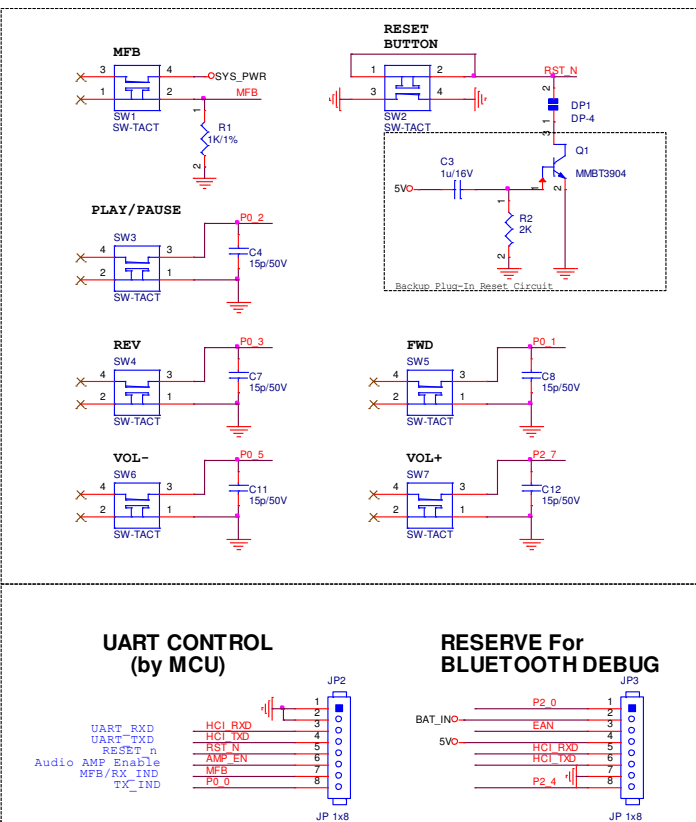 MFB
3 4 SYS_PWR
1 2 MFB
SW1
SW-TACT
1
R1
1K/1%
2
RESET
BUTTON
1 2 RST_N
3 4
SW2
SW-TACT
2
DP1
DP-4
1
3
Q1
MMBT3904
1
2
C3
1u/16V
5V
1
R2
2K
2
Backup Plug-In Reset Circuit
PLAY/PAUSE
SW3
P0_2
4 3
2 1
C4
15p/50V
SW-TACT
REV
SW4
P0_3
4 3
2 1
C7
15p/50V
SW-TACT
FWD
SW5
P0_1
4 3
2 1
C8
15p/50V
SW-TACT
VOL-
SW6
P0_5
4 3
2 1
C11
15p/50V
SW-TACT
VOL+
SW7
P2_7
4 3
2 1
C12
15p/50V
SW-TACT
UART CONTROL
(by MCU)
JP2
1
2
UART_RXD HCI_RXD 3
UART_TXD HCI_TXD 4
RESET_n RST_N 5
Audio AMP Enable AMP_EN 6
MFB/RX_IND MFB 7
TX_IND P0_0 8
JP 1x8
RESERVE For
BLUETOOTH DEBUG
JP3
P2_0 1
BAT_IN 2
EAN 3
5V 4
HCI_RXD 5
HCI_TXD 6
7
P2_4 8
JP 1x8